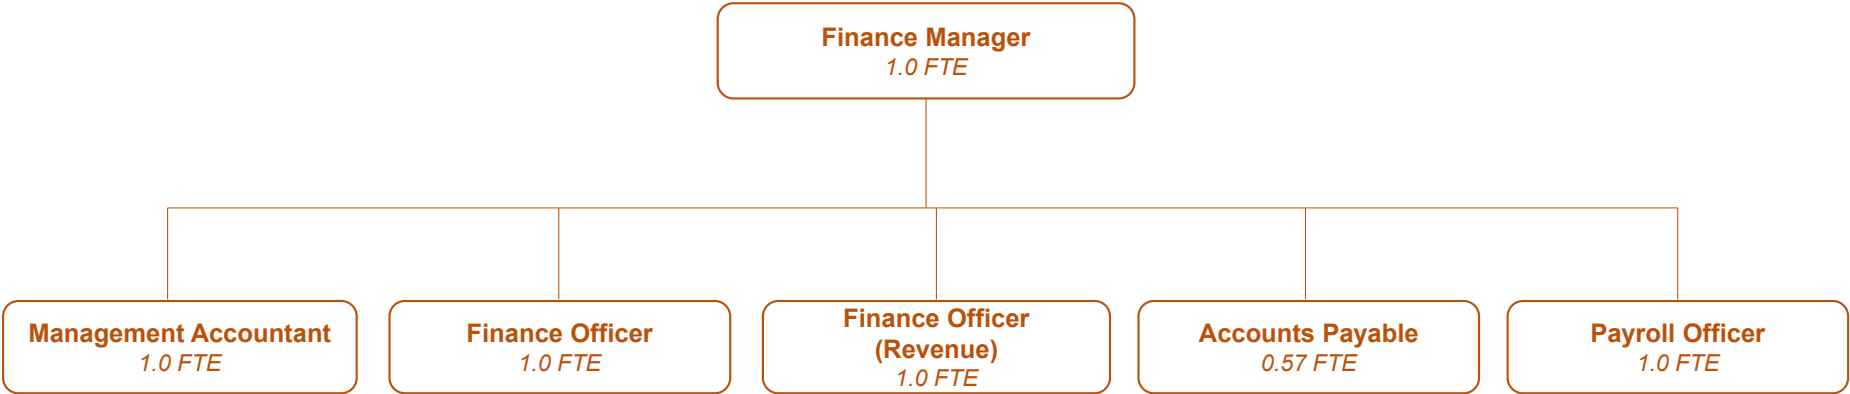 Finance Manager
1.0 FTE
Management Accountant
1.0 FTE
Finance Officer
1.0 FTE
Finance Officer
(Revenue)
1.0 FTE
Accounts Payable
0.57 FTE
Payroll Officer
1.0 FTE